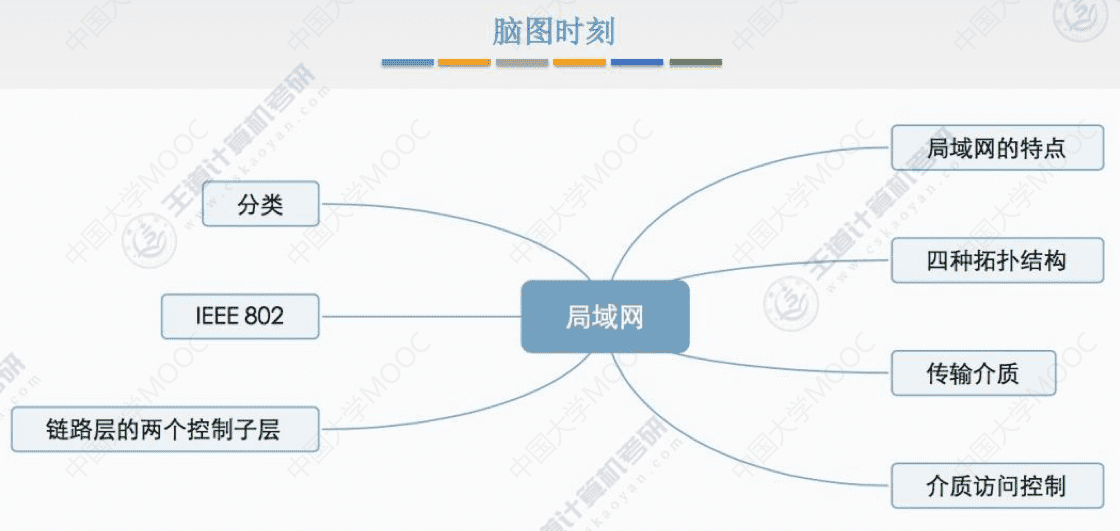 脑图时刻
局域网的特点
分类
四种拓扑结构
IEEE 802
局域网
传输介质
链路层的两个控制子层
介质访问控制
中国大学MOOC
王道计算机考研
www.cskaoyan.com